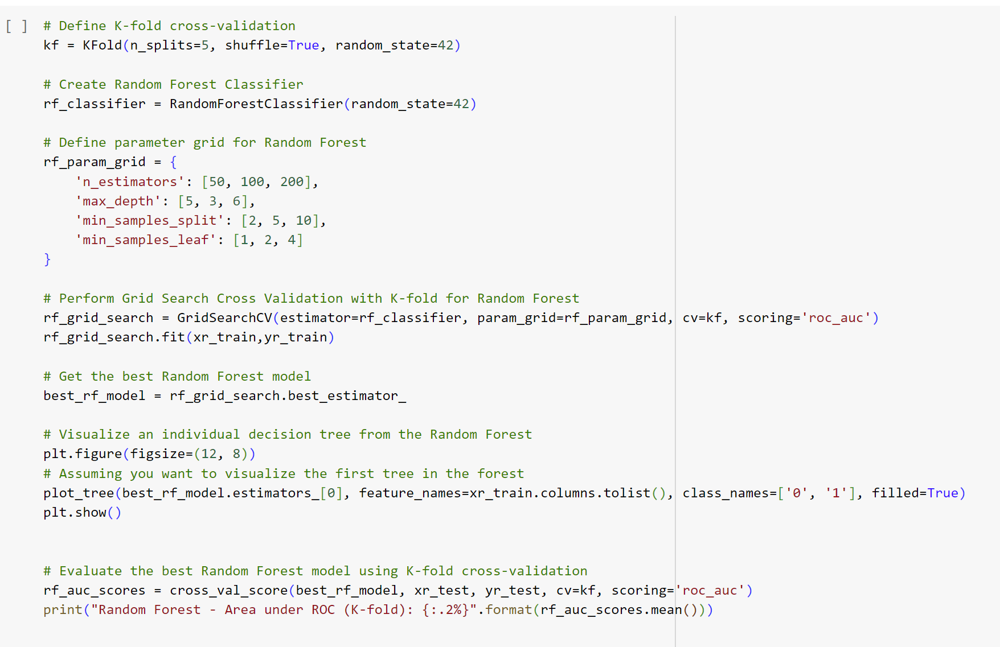 [ ] # Define K-fold cross-validation
kf = KFold(n_splits=5, shuffle=True, random_state=42)
# Create Random Forest Classifier
rf_classifier = RandomForestClassifier(random_state=42)
# Define parameter grid for Random Forest
rf_param_grid = {
    'n_estimators': [50, 100, 200],
    'max_depth': [5, 3, 6],
    'min_samples_split': [2, 5, 10],
    'min_samples_leaf': [1, 2, 4]
}
# Perform Grid Search Cross Validation with K-fold for Random Forest
rf_grid_search = GridSearchCV(estimator=rf_classifier, param_grid=rf_param_grid, cv=kf, scoring='roc_auc')
rf_grid_search.fit(xr_train,yr_train)
# Get the best Random Forest model
best_rf_model = rf_grid_search.best_estimator_
# Visualize an individual decision tree from the Random Forest
plt.figure(figsize=(12, 8))
# Assuming you want to visualize the first tree in the forest
plot_tree(best_rf_model.estimators_[0], feature_names=xr_train.columns.tolist(), class_names=['0', '1'], filled=True)
plt.show()
# Evaluate the best Random Forest model using K-fold cross-validation
rf_auc_scores = cross_val_score(best_rf_model, xr_test, yr_test, cv=kf, scoring='roc_auc')
print("Random Forest - Area under ROC (K-fold): {:.2%}".format(rf_auc_scores.mean()))